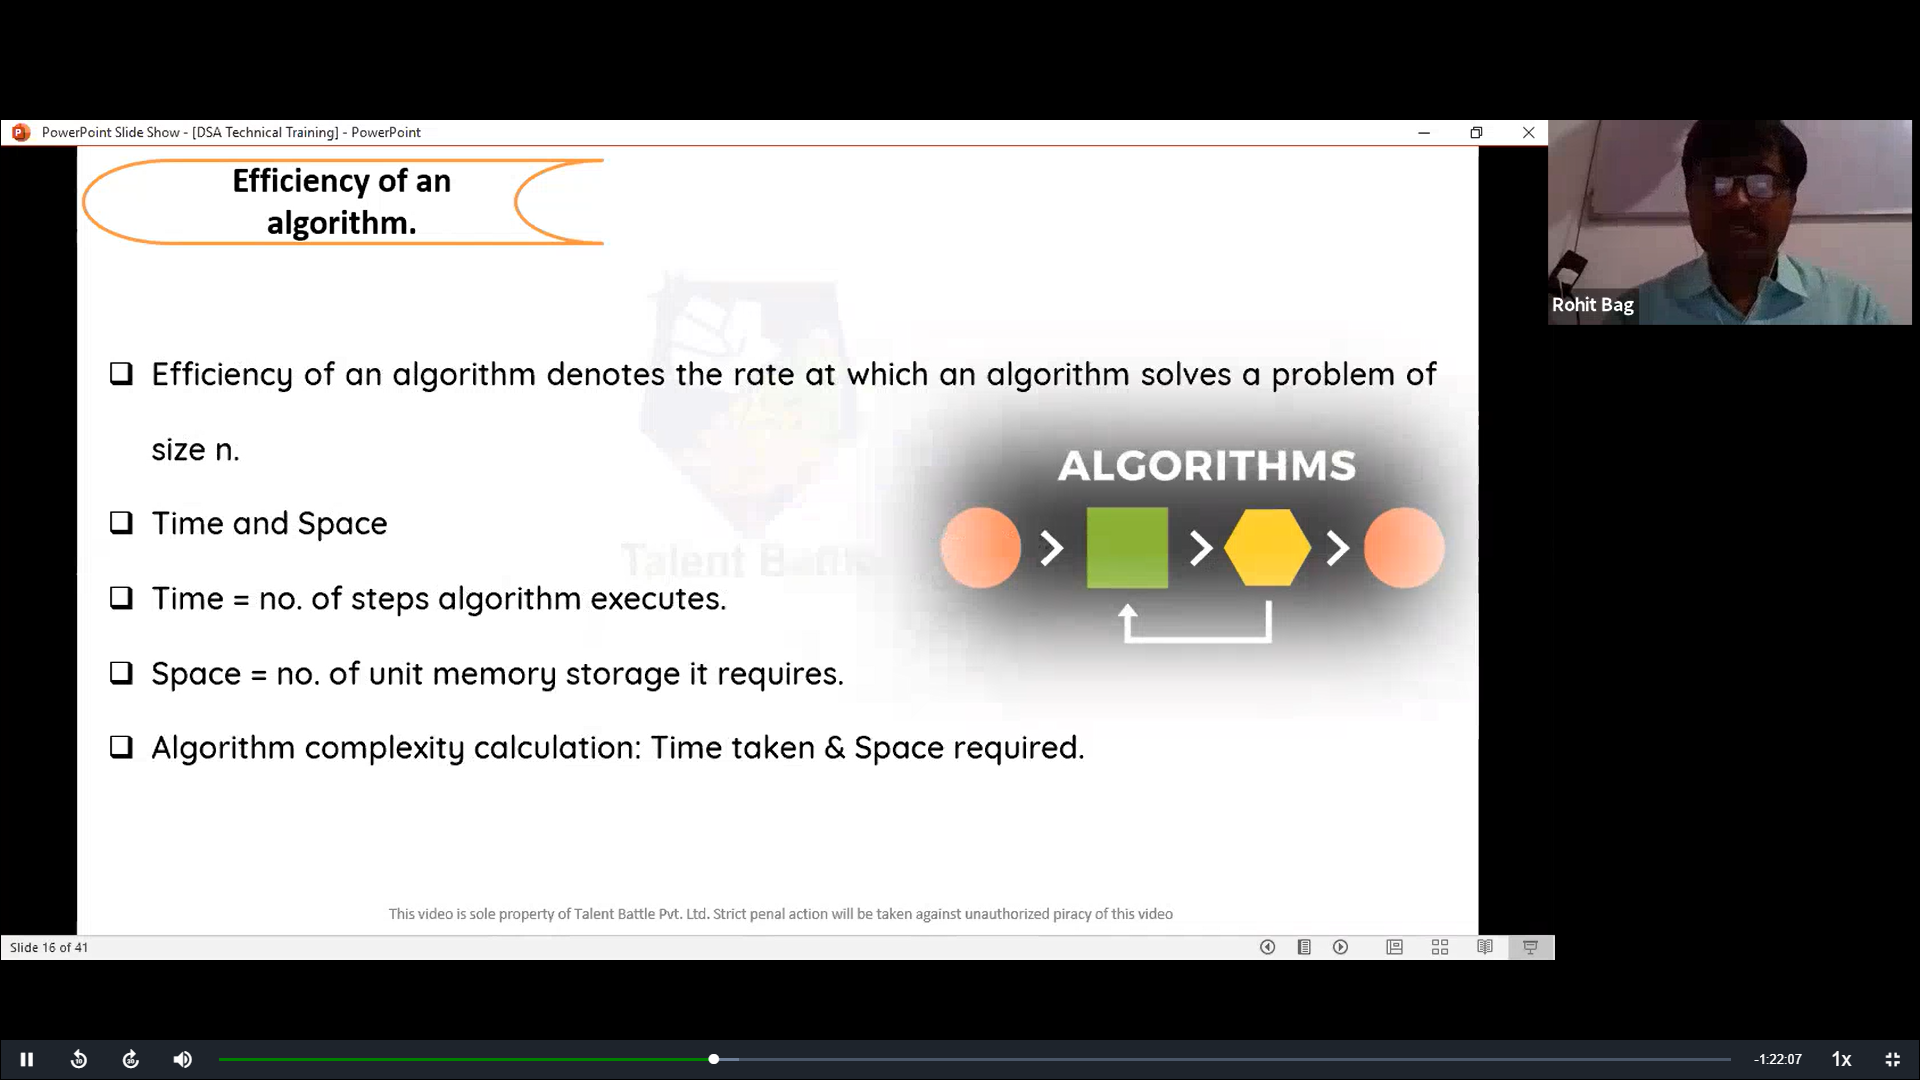 PowerPoint Slide Show - [DSA Technical Training] - PowerPoint
Efficiency of an
algorithm.
Rohit Bag
Efficiency of an algorithm denotes the rate at which an algorithm solves a problem of
size n.
Time and Space
Time = no. of steps algorithm executes.
Space = no. of unit memory storage it requires.
Algorithm complexity calculation: Time taken & Space required.
ALGORITHMS
Talent Battle
This video is sole property of Talent Battle Pvt. Ltd. Strict penal action will be taken against unauthorized piracy of this video
Slide 16 of 41
10
30
-1:22:07
1x